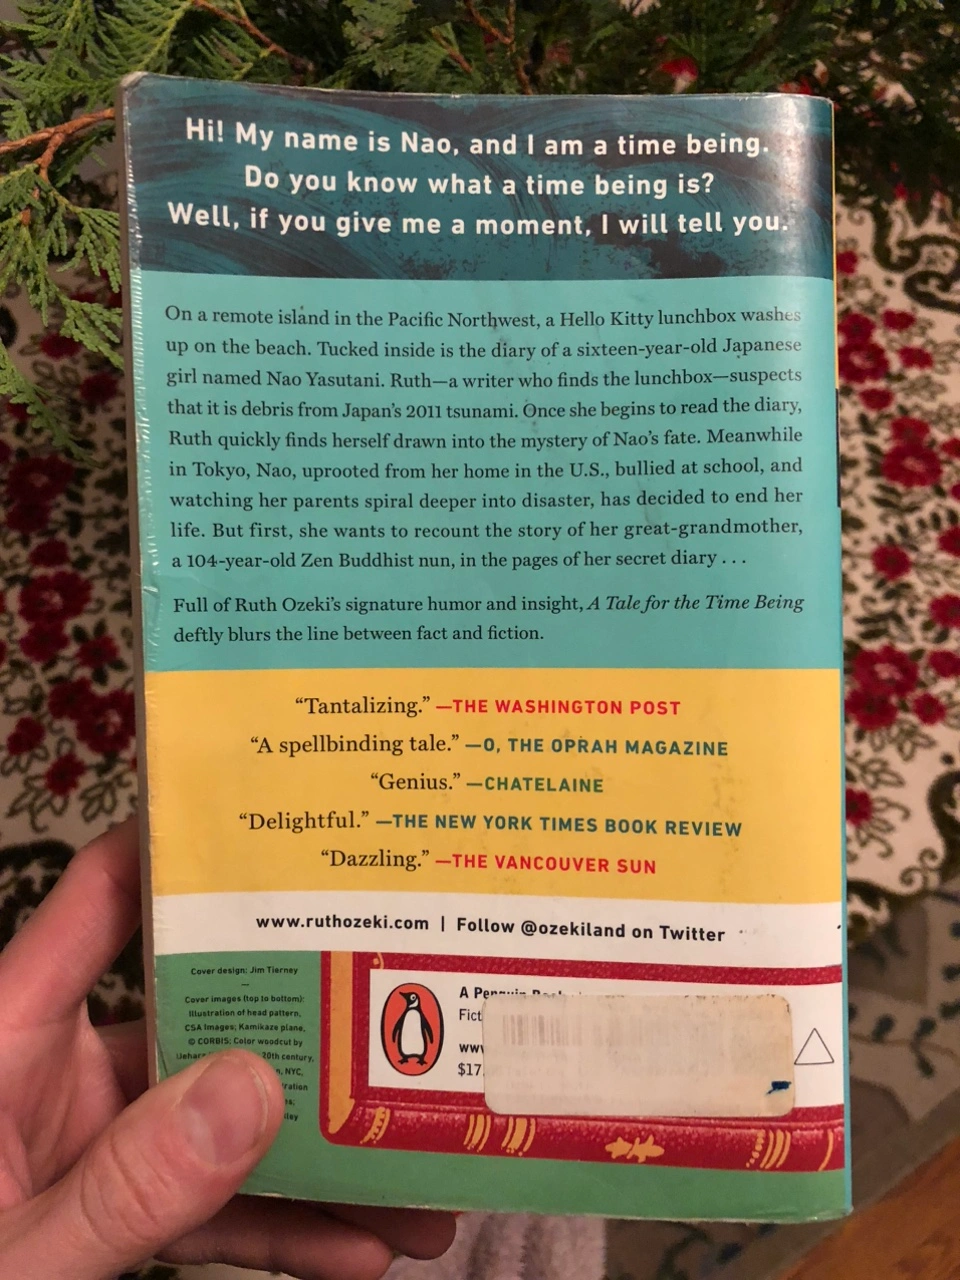 Hi! My name is Nao, and I am a time being.
Do you know what a time being is?
Well, if you give me a moment, I will tell you.
On a remote island in the Pacific Northwest, a Hello Kitty lunchbox washes
up on the beach. Tucked inside is the diary of a sixteen-year-old Japanese
girl named Nao Yasutani. Ruth—a writer who finds the lunchbox—suspects
that it is debris from Japan's 2011 tsunami. Once she begins to read the diary,
Ruth quickly finds herself drawn into the mystery of Nao's fate. Meanwhile
in Tokyo, Nao, uprooted from her home in the U.S., bullied at school, and
watching her parents spiral deeper into disaster, has decided to end her
life. But first, she wants to recount the story of her great-grandmother,
a 104-year-old Zen Buddhist nun, in the pages of her secret diary . . .
Full of Ruth Ozeki's signature humor and insight, A Tale for the Time Being
deftly blurs the line between fact and fiction.
“Tantalizing.” —THE WASHINGTON POST
“A spellbinding tale.” —O, THE OPRAH MAGAZINE
“Genius.” —CHATELAINE
“Delightful.” —THE NEW YORK TIMES BOOK REVIEW
“Dazzling.” —THE VANCOUVER SUN
www.ruthozeki.com | Follow @ozekiland on Twitter
Cover design: Jim Tierney
—
Cover images (top to bottom):
Illustration of head pattern,
CSA Images; Kamikaze plane,
© CORBIS; Color woodcut by
20th century,
NYC,
A Penguin
Fict
www
$17.